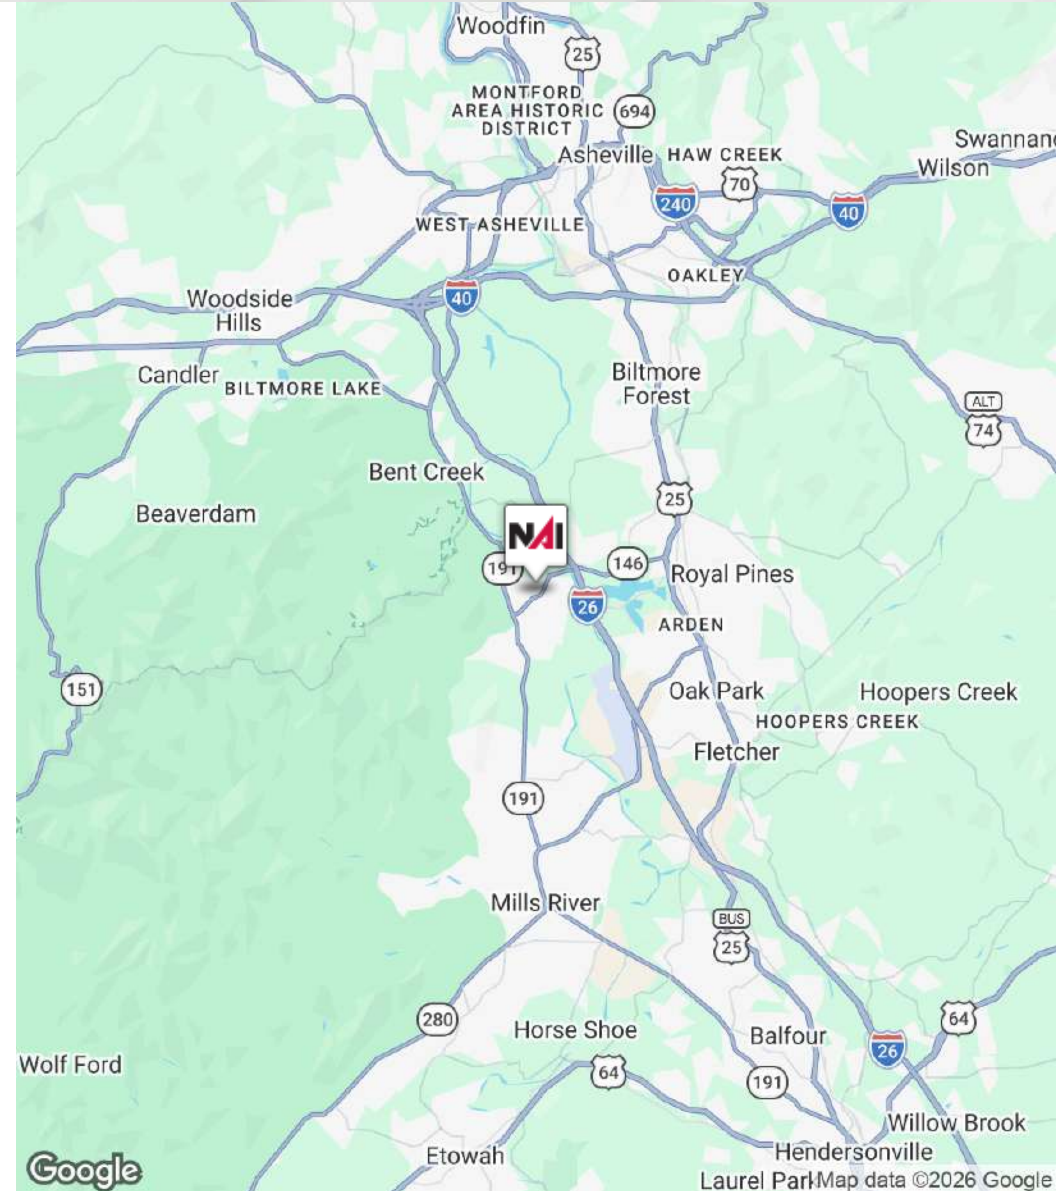 Woodfin
25
MONTFORD
AREA HISTORIC
DISTRICT
694
Asheville
HAW CREEK
Swannano
Wilson
70
240
40
WEST ASHEVILLE
OAKLEY
40
Woodside
Hills
Candler
BILTMORE LAKE
Biltmore
Forest
ALT
74
Bent Creek
25
Beaverdam
NAI
191
146
Royal Pines
26
ARDEN
151
Oak Park
Hoopers Creek
HOOPERS CREEK
Fletcher
191
Mills River
BUS
25
280
Horse Shoe
Balfour
64
26
Wolf Ford
64
191
Willow Brook
Etowah
Hendersonville
Laurel Park
Google
Map data ©2026 Google